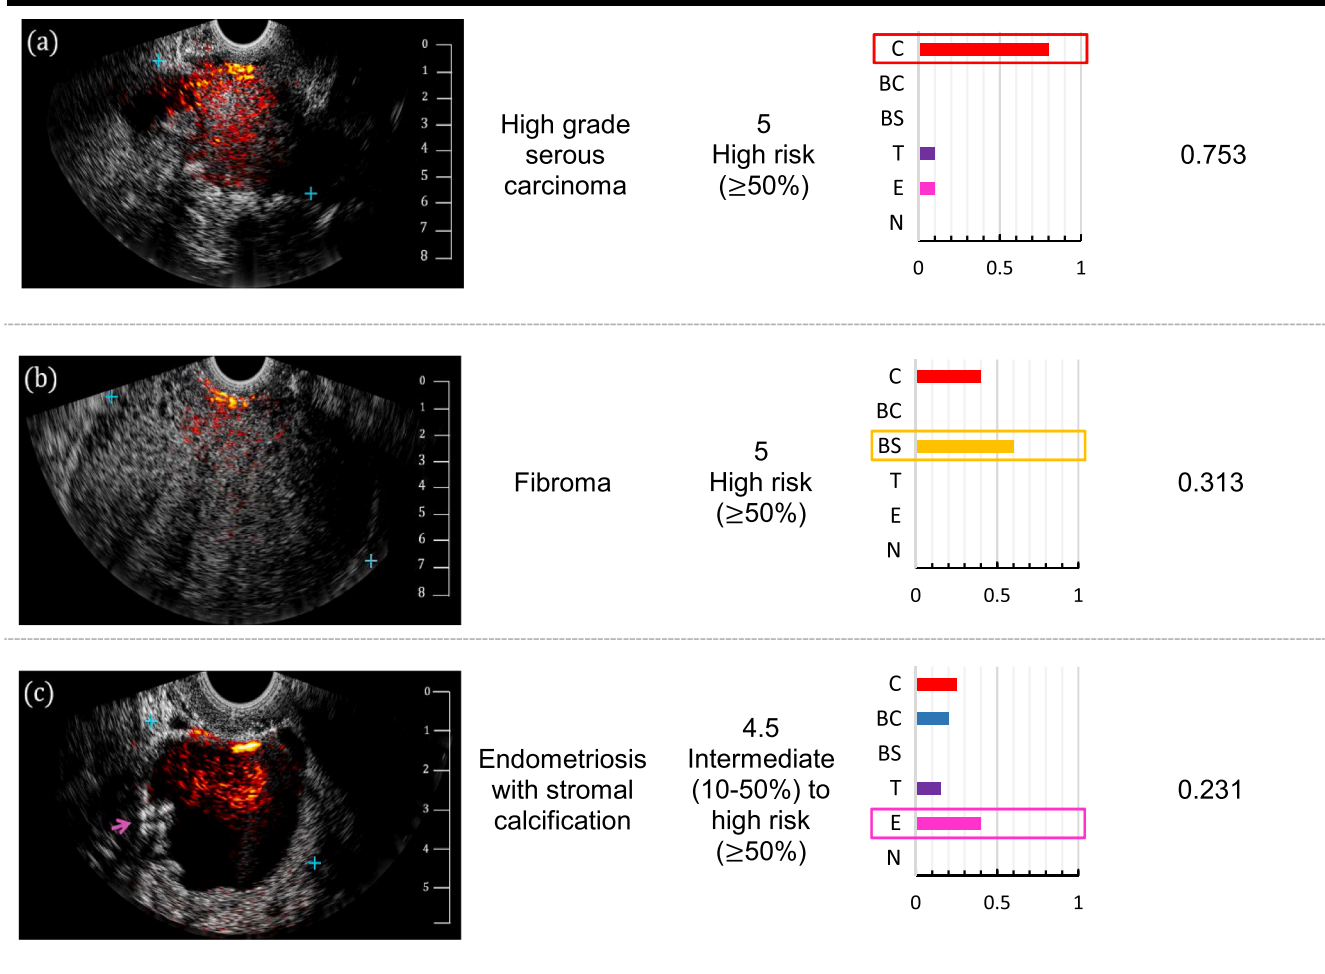 (a)
0
1
2
3
4
5
6
7
8
High grade
serous
carcinoma
5
High risk
(≥50%)
C
BC
BS
T
E
N
0 0.5 1
0.753
(b)
0
1
2
3
4
5
6
7
8
Fibroma
5
High risk
(≥50%)
C
BC
BS
T
E
N
0 0.5 1
0.313
(c)
0
1
2
3
4
5
Endometriosis
with stromal
calcification
4.5
Intermediate
(10-50%) to
high risk
(≥50%)
C
BC
BS
T
E
N
0 0.5 1
0.231